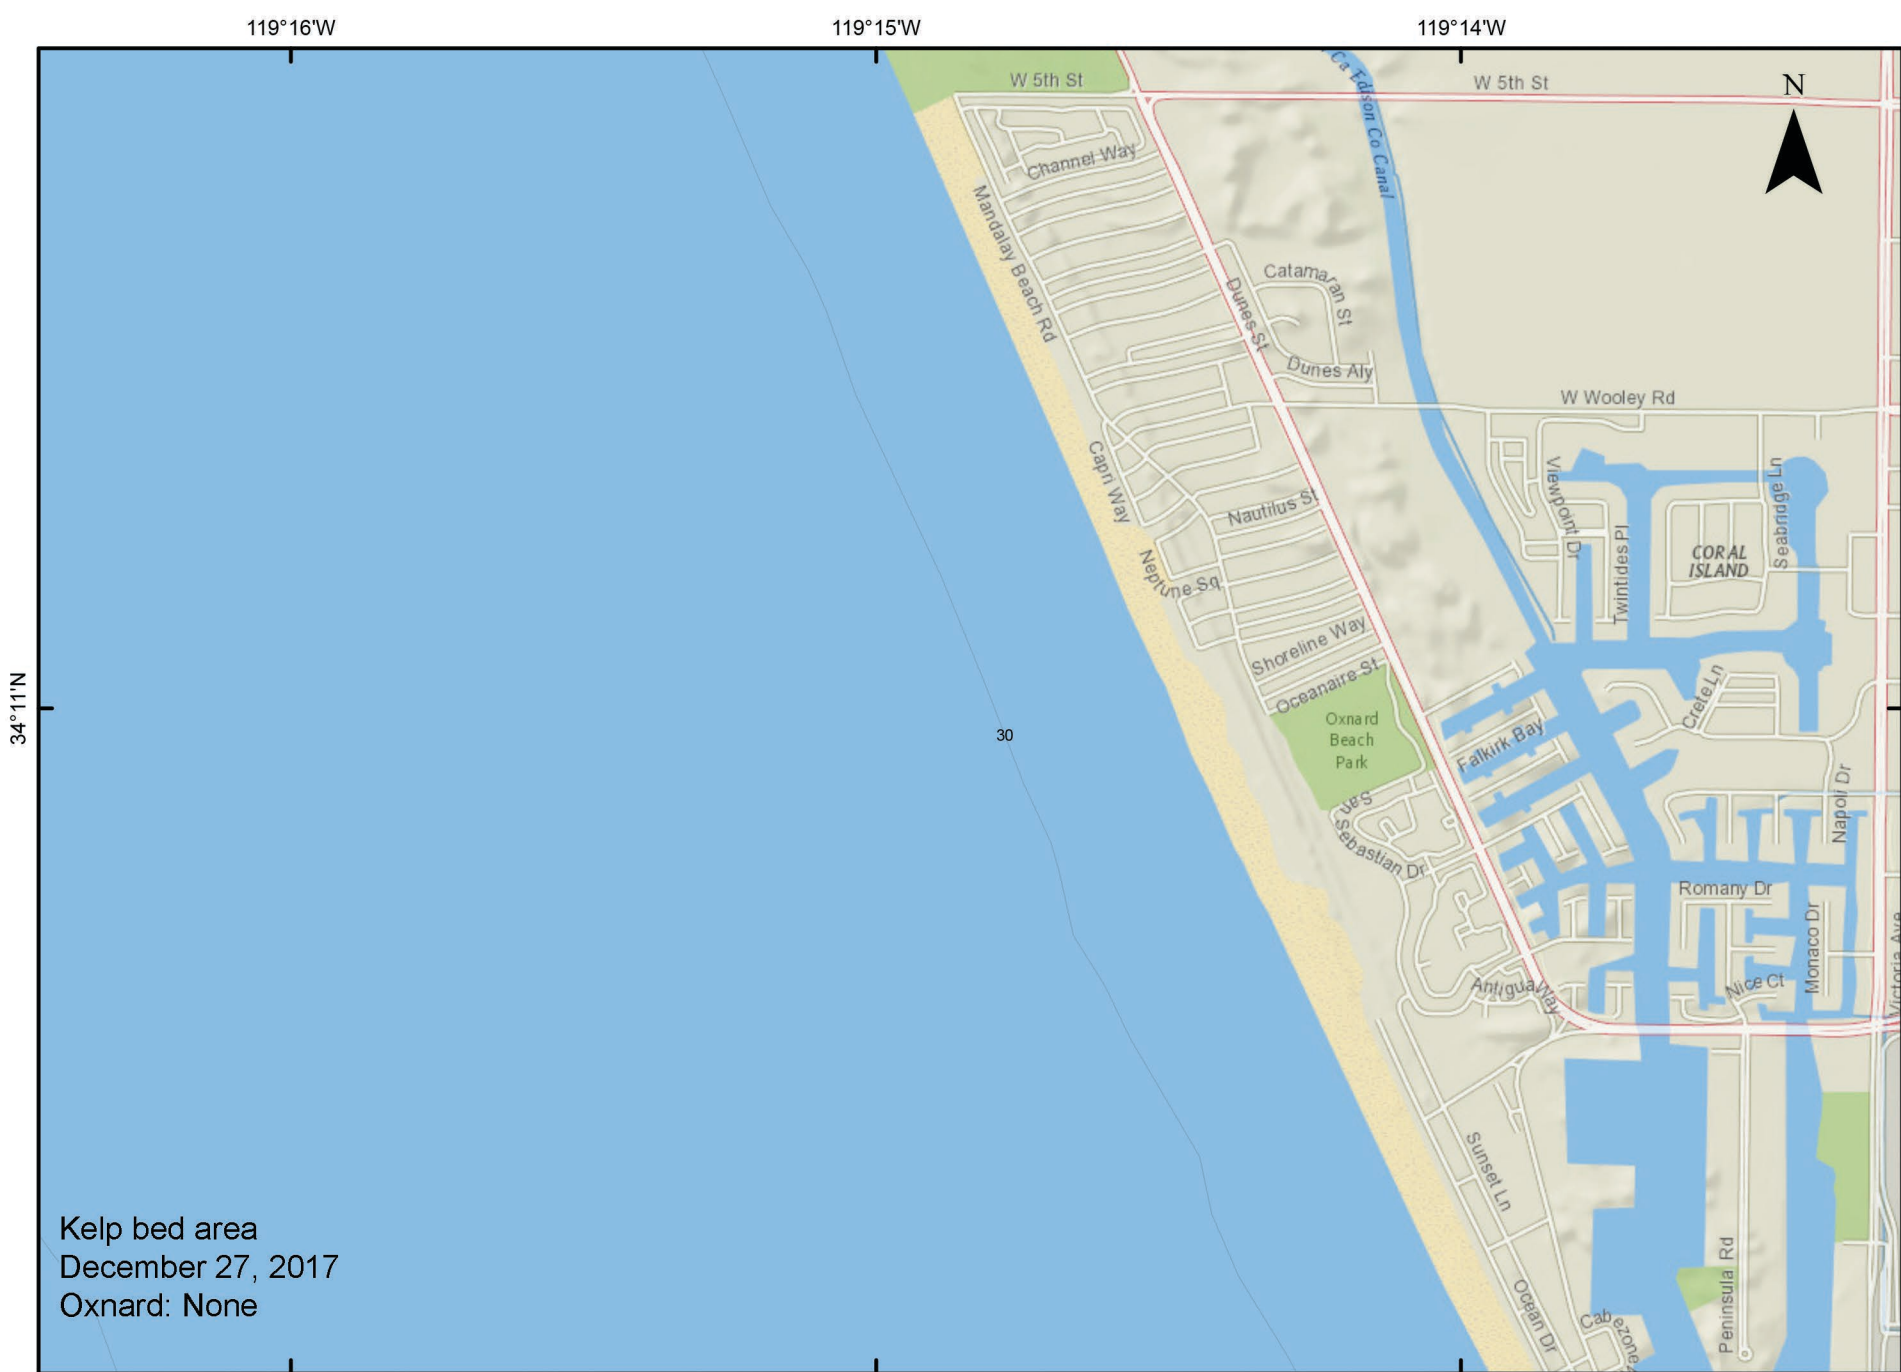 119°16'W
119°15'W
119°14'W
W 5th St
W 5th St
N
Ca Edison Co Canal
Channel Way
Mandalay Beach Rd
Catamaran St
Dunes St
Dunes Aly
W Wooley Rd
Capri Way
Viewpoint Dr
Seabridge Ln
Nautilus St
Twintides Pl
CORAL
ISLAND
Neptune Sq
Shoreline Way
Oceanaire St
34°11'N
Crete Ln
Oxnard
Beach
Park
30
Falkirk Bay
Napoli Dr
San Sebastian Dr
Romany Dr
Monaco Dr
Victoria Ave
Antigua Way
Nice Ct
Sunset Ln
Kelp bed area
December 27, 2017
Oxnard: None
Peninsula Rd
Ocean Dr
Cabezone